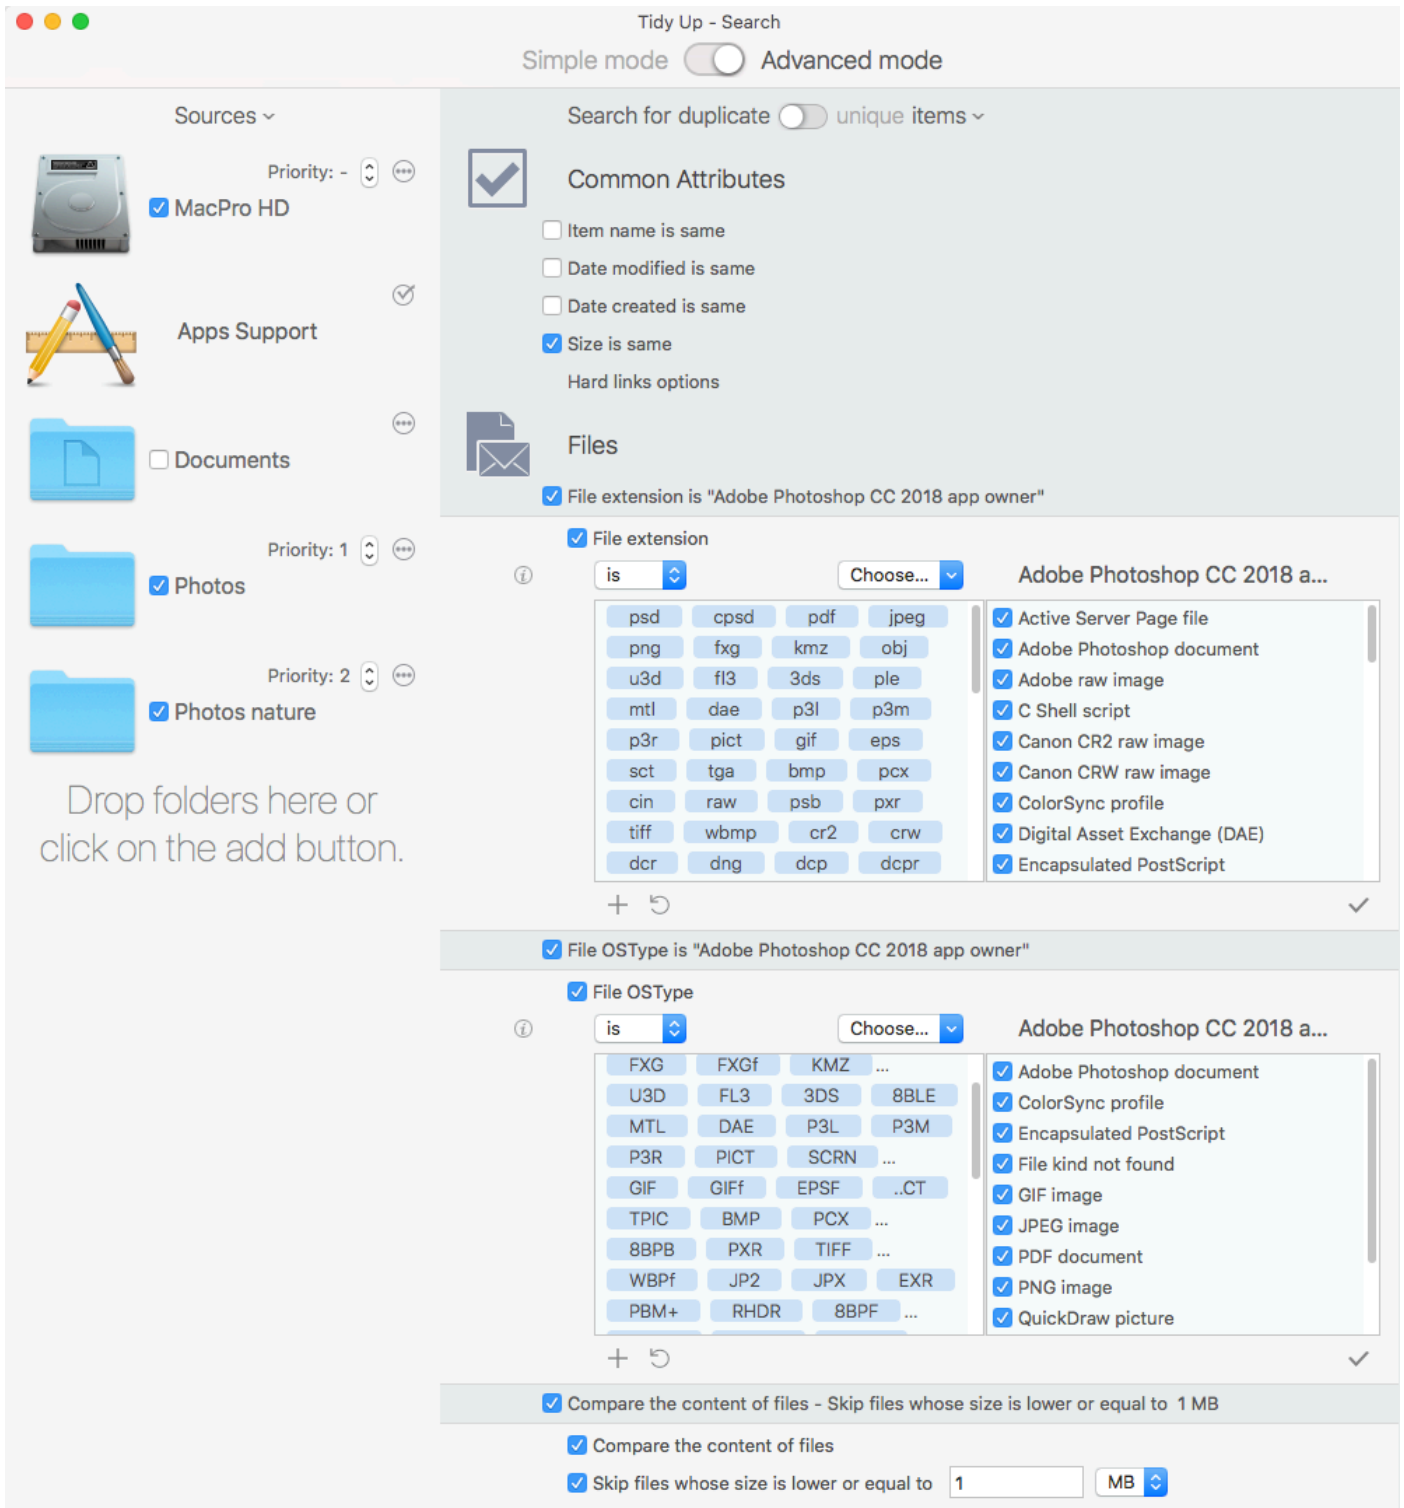 Tidy Up - Search
Simple mode Advanced mode
Sources
Priority: -
MacPro HD
Apps Support
Documents
Priority: 1
Photos
Priority: 2
Photos nature
Drop folders here or
click on the add button.
Search for duplicate unique items
Common Attributes
Item name is same
Date modified is same
Date created is same
Size is same
Hard links options
Files
File extension is "Adobe Photoshop CC 2018 app owner"
File extension
is Choose... Adobe Photoshop CC 2018 a...
psd cpsd pdf jpeg
png fxg kmz obj
u3d fl3 3ds ple
mtl dae p3l p3m
p3r pict gif eps
sct tga bmp pcx
cin raw psb pxr
tiff wbmp cr2 crw
dcr dng dcp dcpr
Active Server Page file
Adobe Photoshop document
Adobe raw image
C Shell script
Canon CR2 raw image
Canon CRW raw image
ColorSync profile
Digital Asset Exchange (DAE)
Encapsulated PostScript
File OSType is "Adobe Photoshop CC 2018 app owner"
File OSType
is Choose... Adobe Photoshop CC 2018 a...
FXG FXGf KMZ ...
U3D FL3 3DS 8BLE
MTL DAE P3L P3M
P3R PICT SCRN ...
GIF GIFf EPSF ..CT
TPIC BMP PCX ...
8BPB PXR TIFF ...
WBPf JP2 JPX EXR
PBM+ RHDR 8BPF ...
Adobe Photoshop document
ColorSync profile
Encapsulated PostScript
File kind not found
GIF image
JPEG image
PDF document
PNG image
QuickDraw picture
Compare the content of files - Skip files whose size is lower or equal to 1 MB
Compare the content of files
Skip files whose size is lower or equal to 1 MB